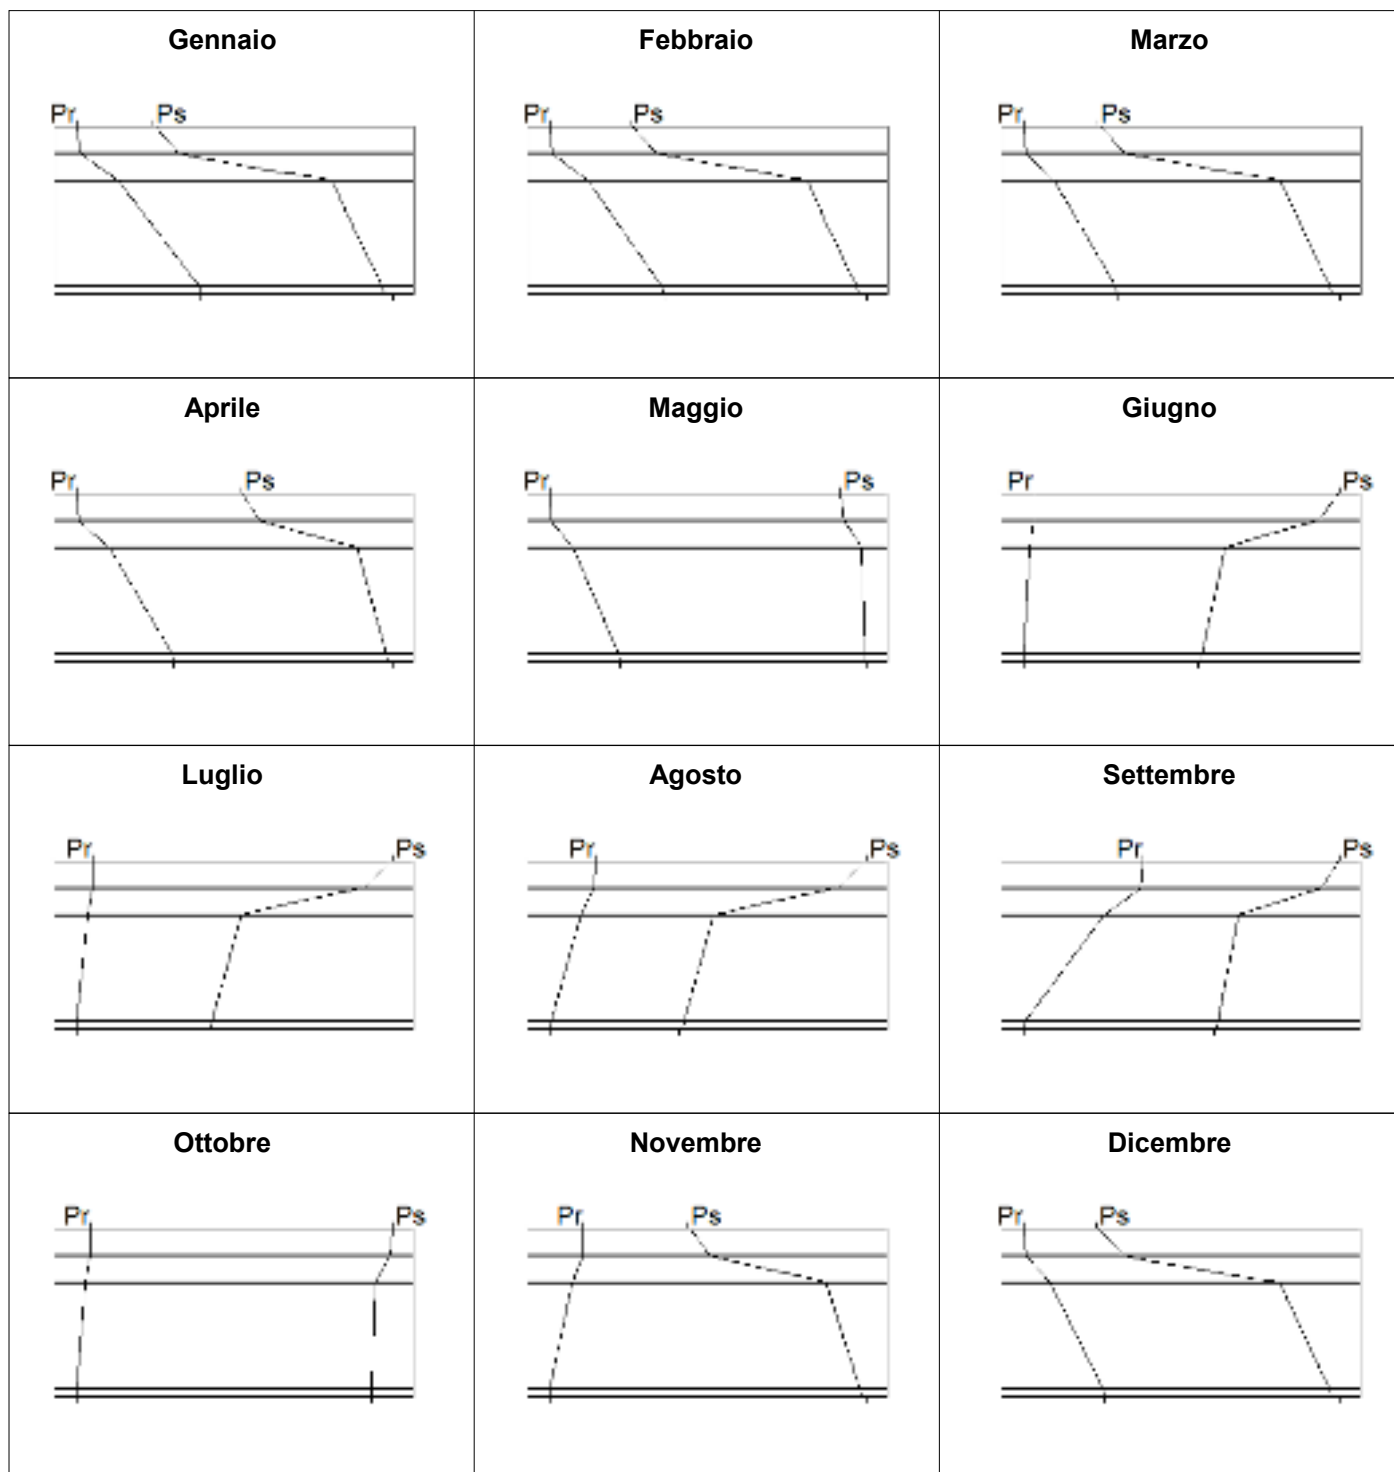 Gennaio Febbraio Marzo
Pr Ps Pr Ps Pr Ps
Aprile Maggio Giugno
Pr Ps Pr Ps Pr Ps
Luglio Agosto Settembre
Pr Ps Pr Ps Pr Ps
Ottobre Novembre Dicembre
Pr Ps Pr Ps Pr Ps